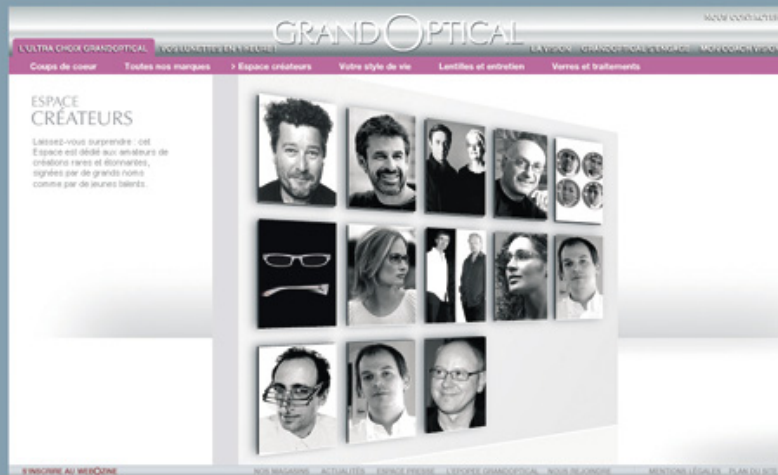 NOUS CONTACTER
GRANDOPTICAL
L'ULTRA CHOIX GRANDOPTICAL
VOS LUNETTES EN 1 HEURE !
LA VISION
GRANDOPTICAL S'ENGAGE
MON COACH VISION
Coups de coeur
Toutes nos marques
> Espace créateurs
Votre style de vie
Lentilles et entretien
Verres et traitements
ESPACE
CRÉATEURS
Laissez-vous surprendre : cet
Espace est dédié aux amateurs de
créations rares et étonnantes,
signées par de grands noms
comme par de jeunes talents.
S'INSCRIRE AU WEBOZINE
NOS MAGASINS
ACTUALITÉS
ESPACE PRESSE
L'EPOPEE GRANDOPTICAL
NOUS REJOINDRE
MENTIONS LÉGALES
PLAN DU